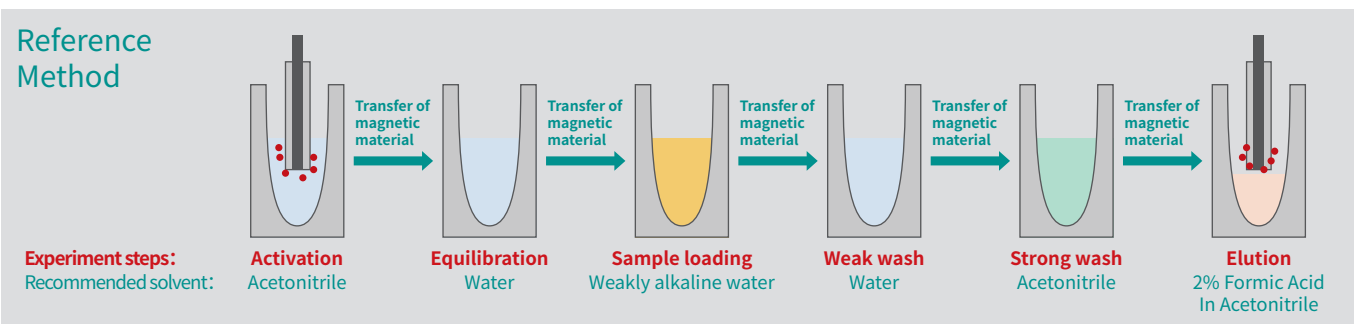 Reference
Method
Transfer of
magnetic
material
Transfer of
magnetic
material
Transfer of
magnetic
material
Transfer of
magnetic
material
Transfer of
magnetic
material
Experiment steps: Activation Equilibration Sample loading Weak wash Strong wash Elution
Recommended solvent: Acetonitrile Water Weakly alkaline water Water Acetonitrile 2% Formic Acid
In Acetonitrile